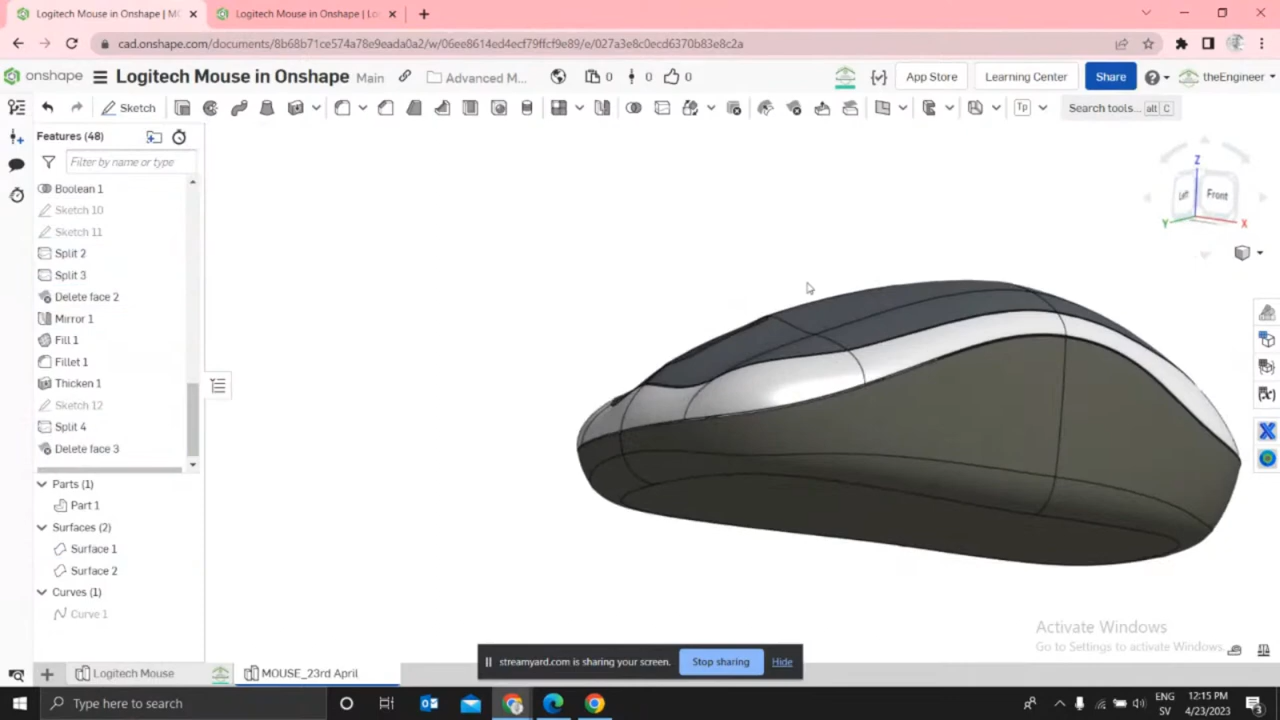 Logitech Mouse in Onshape | MO
Logitech Mouse in Onshape | Lo
cad.onshape.com/documents/8b68b71ce574a78e9eada0a2/w/06ee8614ed4ecf79ffcf9e89/e/027a3e8c0ecd6370b83e8c2a
onshape
Logitech Mouse in Onshape
Main
Advanced M...
0
0
0
App Store
Learning Center
Share
theEngineer
Sketch
Tp
Search tools... alt C
Features (48)
Filter by name or type
Boolean 1
Sketch 10
Sketch 11
Split 2
Split 3
Delete face 2
Mirror 1
Fill 1
Fillet 1
Thicken 1
Sketch 12
Split 4
Delete face 3
Parts (1)
Part 1
Surfaces (2)
Surface 1
Surface 2
Curves (1)
Curve 1
Z
Left
Front
Y
X
Activate Windows
Go to Settings to activate Windows.
streamyard.com is sharing your screen.
Stop sharing
Hide
Logitech Mouse
MOUSE_23rd April
Type here to search
ENG
SV
12:15 PM
4/23/2023
3